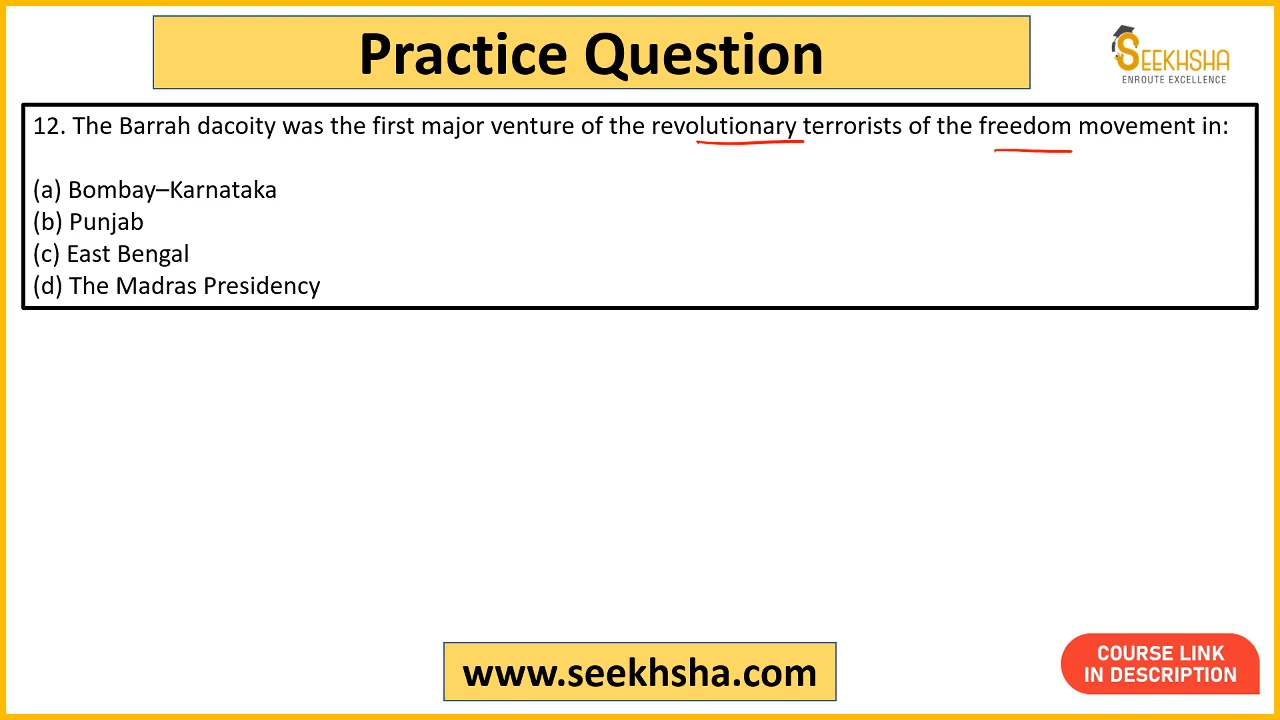 Practice Question
SEEKHSHA
ENROUTE EXCELLENCE
12. The Barrah dacoity was the first major venture of the revolutionary terrorists of the freedom movement in:
(a) Bombay–Karnataka
(b) Punjab
(c) East Bengal
(d) The Madras Presidency
www.seekhsha.com
COURSE LINK
IN DESCRIPTION